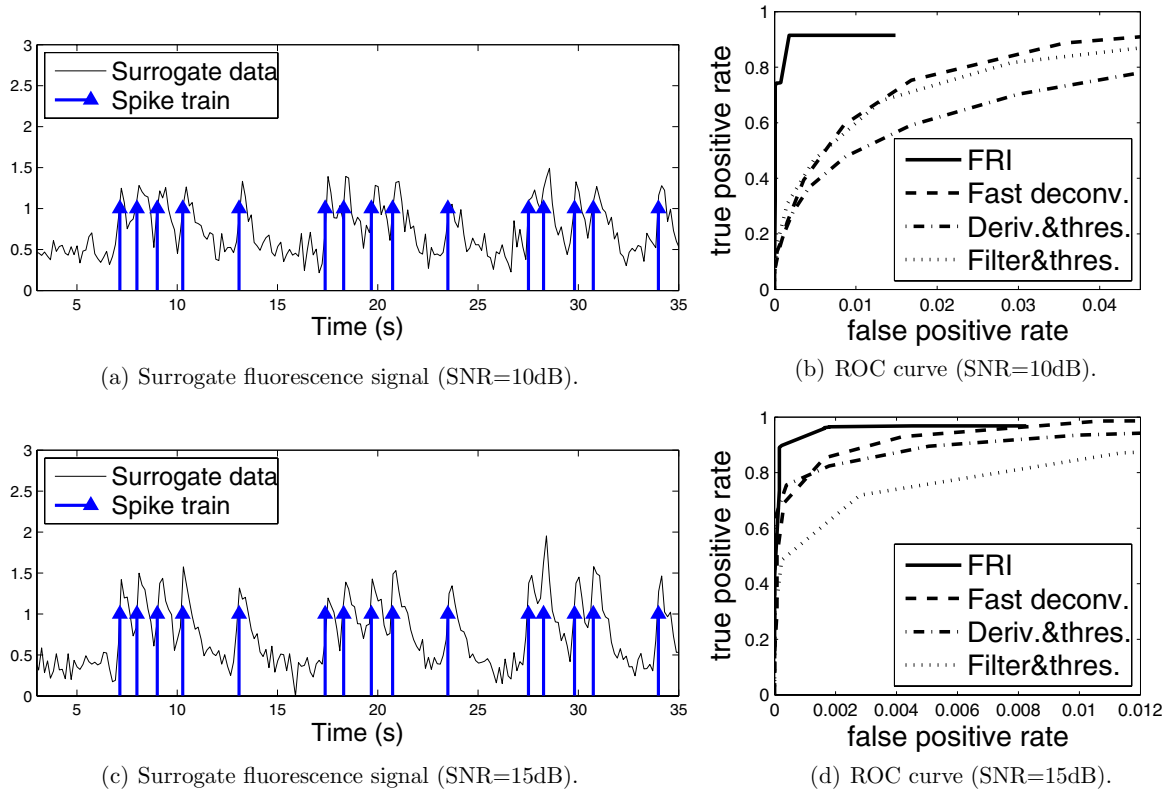 3
2.5
2
1.5
1
0.5
0
Surrogate data
Spike train
5 10 15 20 25 30 35
Time (s)
(a) Surrogate fluorescence signal (SNR=10dB).
1
0.8
0.6
0.4
0.2
0
true positive rate
FRI
Fast deconv.
Deriv.&thres.
Filter&thres.
0 0.01 0.02 0.03 0.04
false positive rate
(b) ROC curve (SNR=10dB).
3
2.5
2
1.5
1
0.5
0
Surrogate data
Spike train
5 10 15 20 25 30 35
Time (s)
(c) Surrogate fluorescence signal (SNR=15dB).
1
0.8
0.6
0.4
0.2
0
true positive rate
FRI
Fast deconv.
Deriv.&thres.
Filter&thres.
0 0.002 0.004 0.006 0.008 0.01 0.012
false positive rate
(d) ROC curve (SNR=15dB).